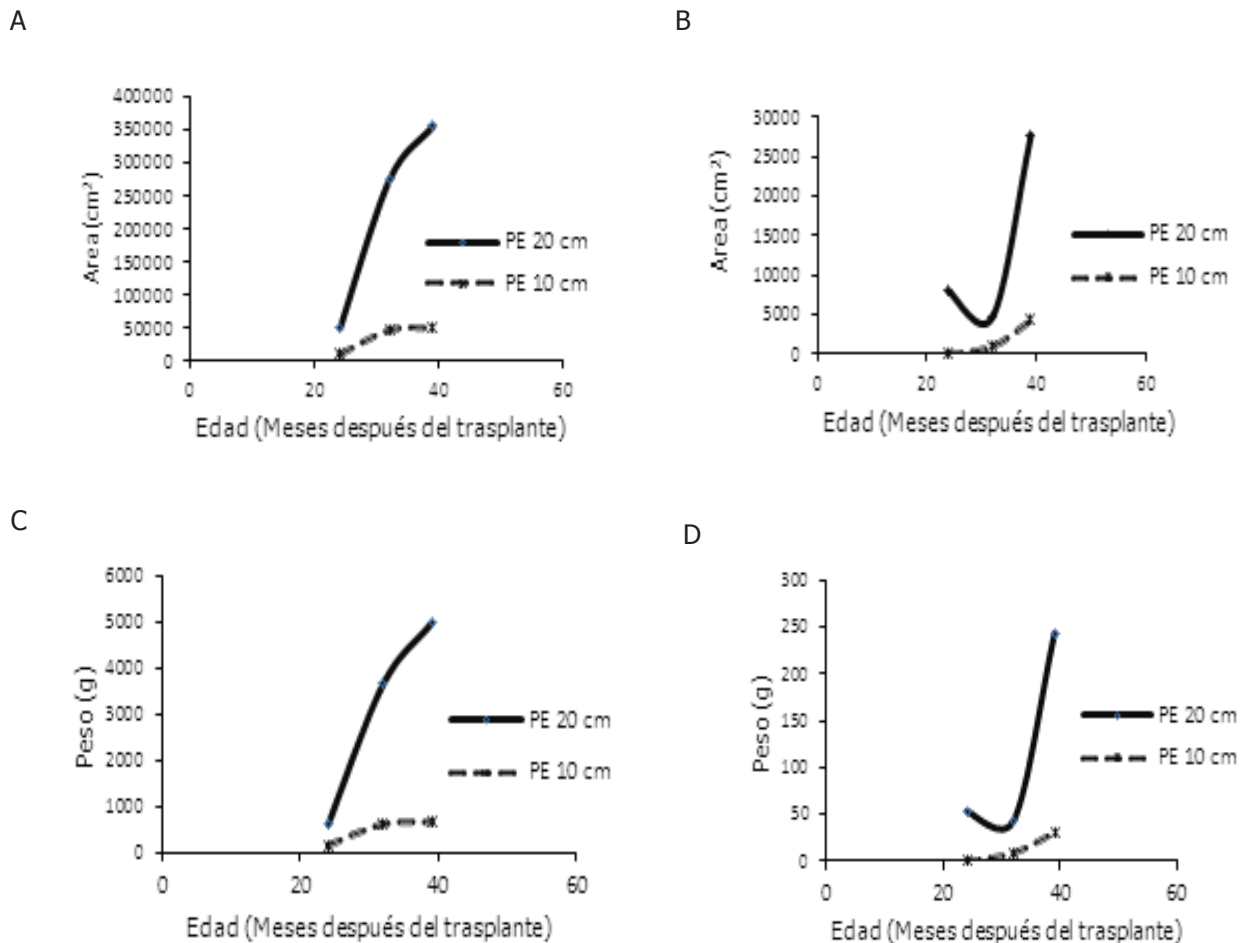 A
400000
350000
300000
250000
200000
150000
100000
50000
0
0 20 40 60
Area (cm²)
Edad (Meses después del trasplante)
PE 20 cm
PE 10 cm
B
30000
25000
20000
15000
10000
5000
0
0 20 40 60
Area (cm²)
Edad (Meses después del trasplante)
PE 20 cm
PE 10 cm
C
6000
5000
4000
3000
2000
1000
0
0 20 40 60
Peso (g)
Edad (Meses después del trasplante)
PE 20 cm
PE 10 cm
D
300
250
200
150
100
50
0
0 20 40 60
Peso (g)
Edad (Meses después del trasplante)
PE 20 cm
PE 10 cm